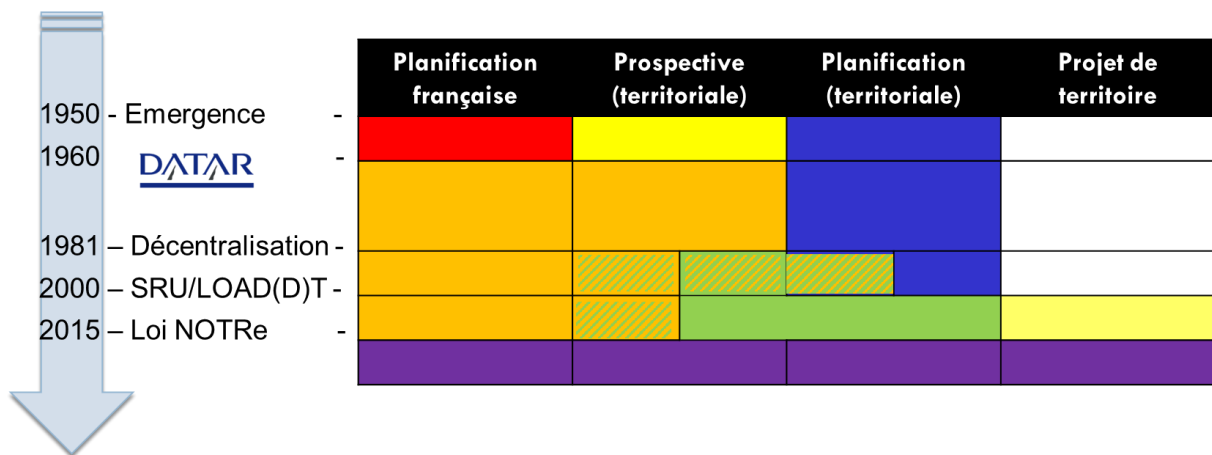 Planification française
Prospective (territoriale)
Planification (territoriale)
Projet de territoire
1950 - Emergence -
1960 DATAR -
1981 – Décentralisation -
2000 – SRU/LOAD(D)T -
2015 – Loi NOTRe -